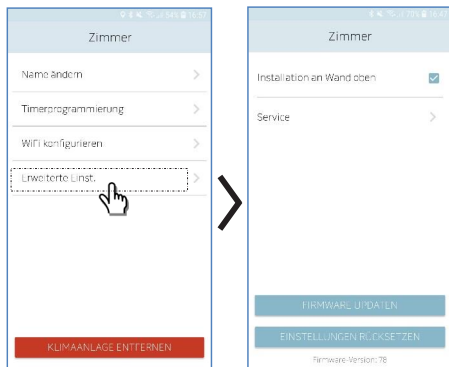 Zimmer
Name ändern
Timerprogrammierung
WiFi konfigurieren
Erweiterte Einst.
KLIMAANLAGE ENTFERNEN
Zimmer
Installation an Wand oben
Service
FIRMWARE UPDATEN
EINSTELLUNGEN RÜCKSETZEN
Firmware-Version: 78